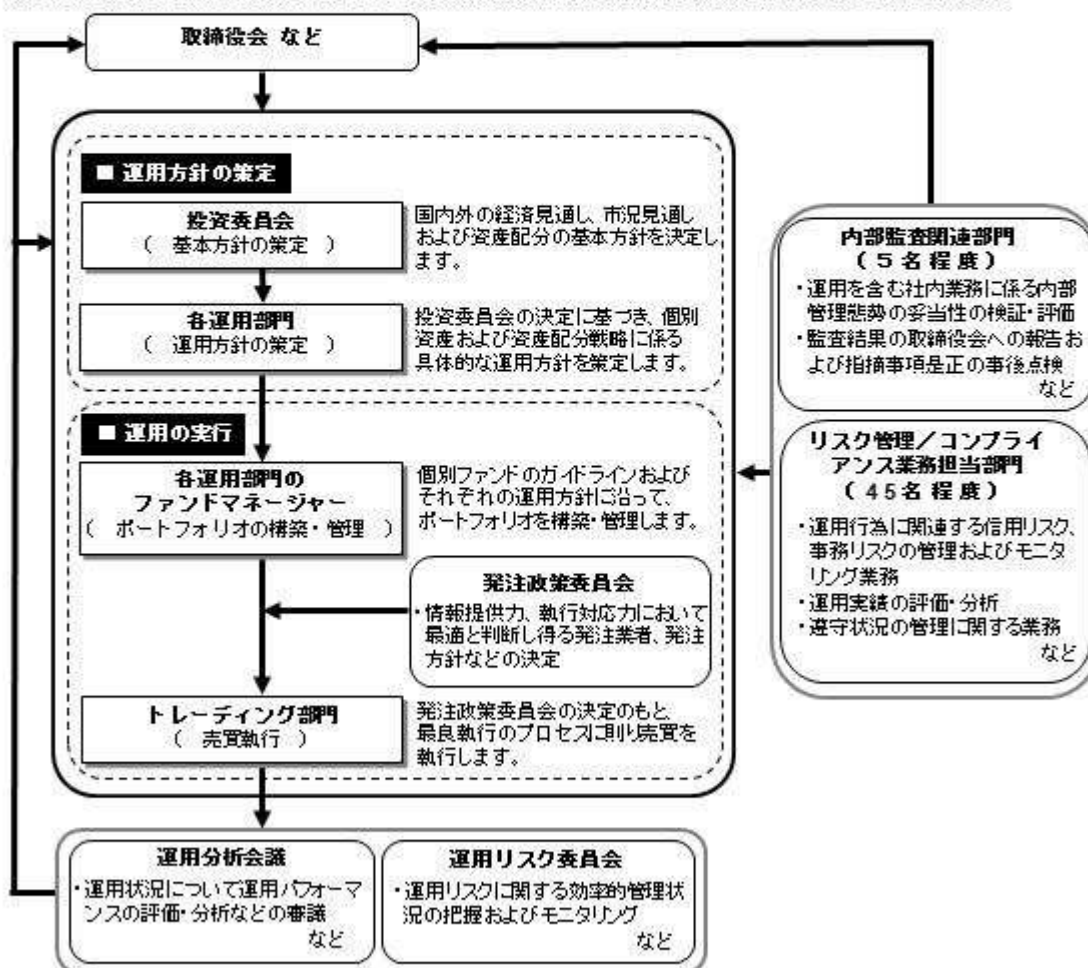 取締役会 など
■ 運用方針の策定
投資委員会
( 基本方針の策定 )
国内外の経済見通し、市況見通し
および資産配分の基本方針を決定し
ます。
各運用部門
( 運用方針の策定 )
投資委員会の決定に基づき、個別
資産および資産配分戦略に係る
具体的な運用方針を策定します。
■ 運用の実行
各運用部門の
ファンドマネージャー
( ポートフォリオの構築・管理 )
個別ファンドのガイドラインおよび
それぞれの運用方針に沿って、
ポートフォリオを構築・管理します。
発注政策委員会
・情報提供力、執行対応力において
最適と判断し得る発注業者、発注
方針などの決定
トレーディング部門
( 売買執行 )
発注政策委員会の決定のもと、
最良執行のプロセスに則り売買を
執行します。
運用分析会議
・運用状況について運用パフォーマ
ンスの評価・分析などの審議
など
運用リスク委員会
・運用リスクに関する効率的管理状
況の把握およびモニタリング
など
内部監査関連部門
(5名程度)
・運用を含む社内業務に係る内部
管理態勢の妥当性の検証・評価
・監査結果の取締役会への報告お
よび指摘事項是正の事後点検
など
リスク管理/コンプライ
アンス業務担当部門
(45名程度)
・運用行為に関連する信用リスク、
事務リスクの管理およびモニタ
リング業務
・運用実績の評価・分析
・遵守状況の管理に関する業務
など